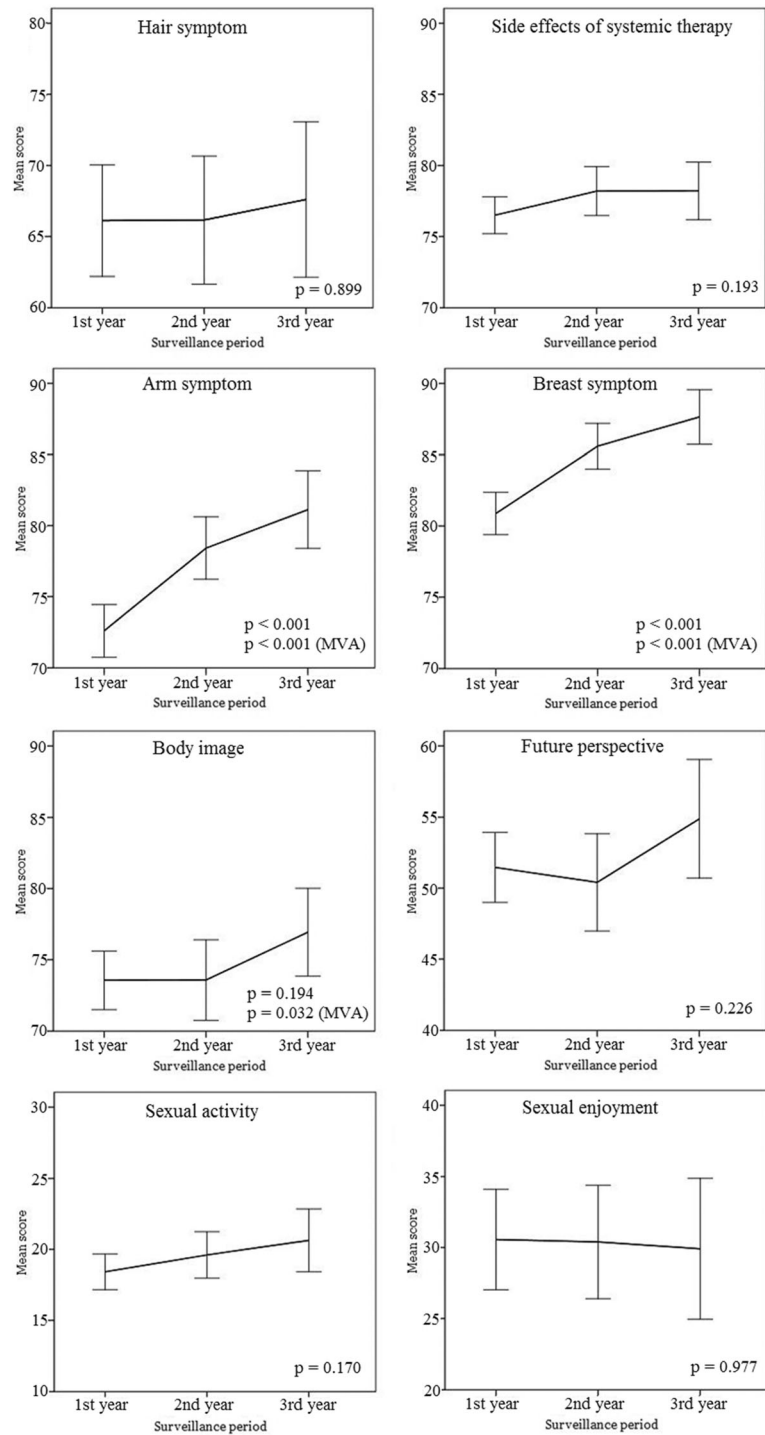 Hair symptom
80
75
70
65
60
Mean score
p = 0.899
1st year 2nd year 3rd year
Surveillance period
Side effects of systemic therapy
90
85
80
75
70
Mean score
p = 0.193
1st year 2nd year 3rd year
Surveillance period
Arm symptom
90
85
80
75
70
Mean score
p < 0.001
p < 0.001 (MVA)
1st year 2nd year 3rd year
Surveillance period
Breast symptom
90
85
80
75
70
Mean score
p < 0.001
p < 0.001 (MVA)
1st year 2nd year 3rd year
Surveillance period
Body image
90
85
80
75
70
Mean score
p = 0.194
p = 0.032 (MVA)
1st year 2nd year 3rd year
Surveillance period
Future perspective
60
55
50
45
40
Mean score
p = 0.226
1st year 2nd year 3rd year
Surveillance period
Sexual activity
30
25
20
15
10
Mean score
p = 0.170
1st year 2nd year 3rd year
Surveillance period
Sexual enjoyment
40
35
30
25
20
Mean score
p = 0.977
1st year 2nd year 3rd year
Surveillance period